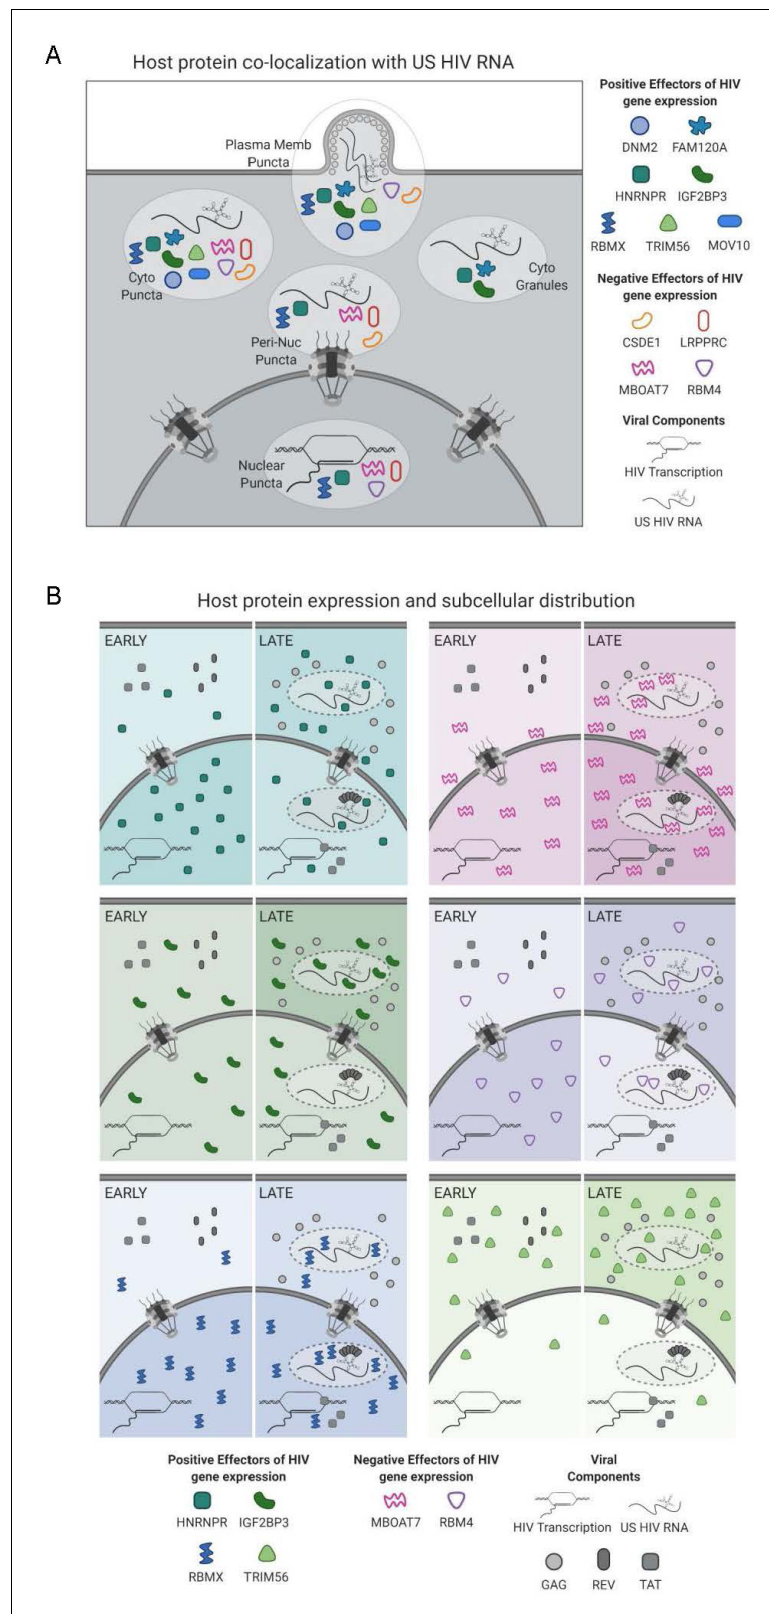 A
Host protein co-localization with US HIV RNA
Plasma Memb
Puncta
Cyto
Puncta
Cyto
Granules
Peri-Nuc
Puncta
Nuclear
Puncta
Positive Effectors of HIV
gene expression
DNM2 FAM120A
HNRNPR IGF2BP3
RBMX TRIM56 MOV10
Negative Effectors of HIV
gene expression
CSDE1 LRPPRC
MBOAT7 RBM4
Viral Components
HIV Transcription
US HIV RNA
B
Host protein expression and subcellular distribution
EARLY LATE EARLY LATE
EARLY LATE EARLY LATE
EARLY LATE EARLY LATE
Positive Effectors of HIV
gene expression
HNRNPR IGF2BP3
RBMX TRIM56
Negative Effectors of HIV
gene expression
MBOAT7 RBM4
Viral
Components
HIV Transcription US HIV RNA
GAG REV TAT